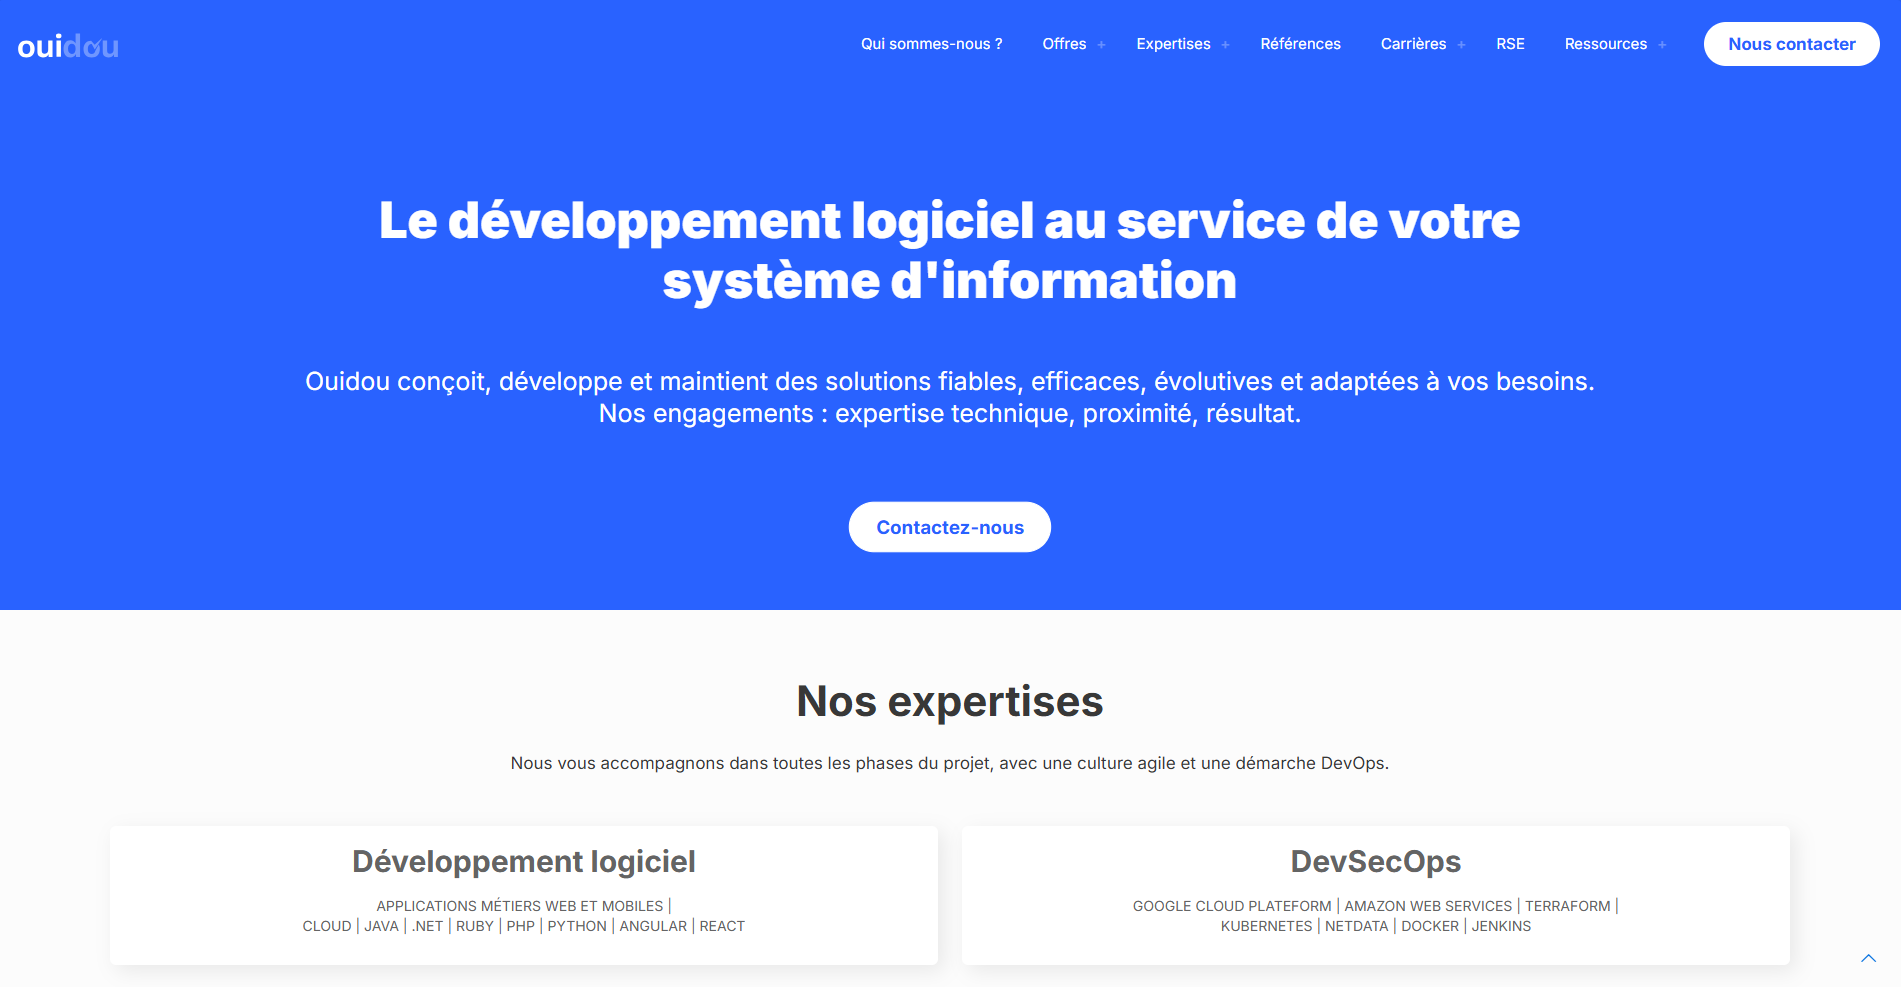 ouidou
Qui sommes-nous ?
Offres +
Expertises +
Références
Carrières +
RSE
Ressources +
Nous contacter
Le développement logiciel au service de votre
système d'information
Ouidou conçoit, développe et maintient des solutions fiables, efficaces, évolutives et adaptées à vos besoins.
Nos engagements : expertise technique, proximité, résultat.
Contactez-nous
Nos expertises
Nous vous accompagnons dans toutes les phases du projet, avec une culture agile et une démarche DevOps.
Développement logiciel
APPLICATIONS MÉTIERS WEB ET MOBILES |
CLOUD | JAVA | .NET | RUBY | PHP | PYTHON | ANGULAR | REACT
DevSecOps
GOOGLE CLOUD PLATEFORM | AMAZON WEB SERVICES | TERRAFORM |
KUBERNETES | NETDATA | DOCKER | JENKINS